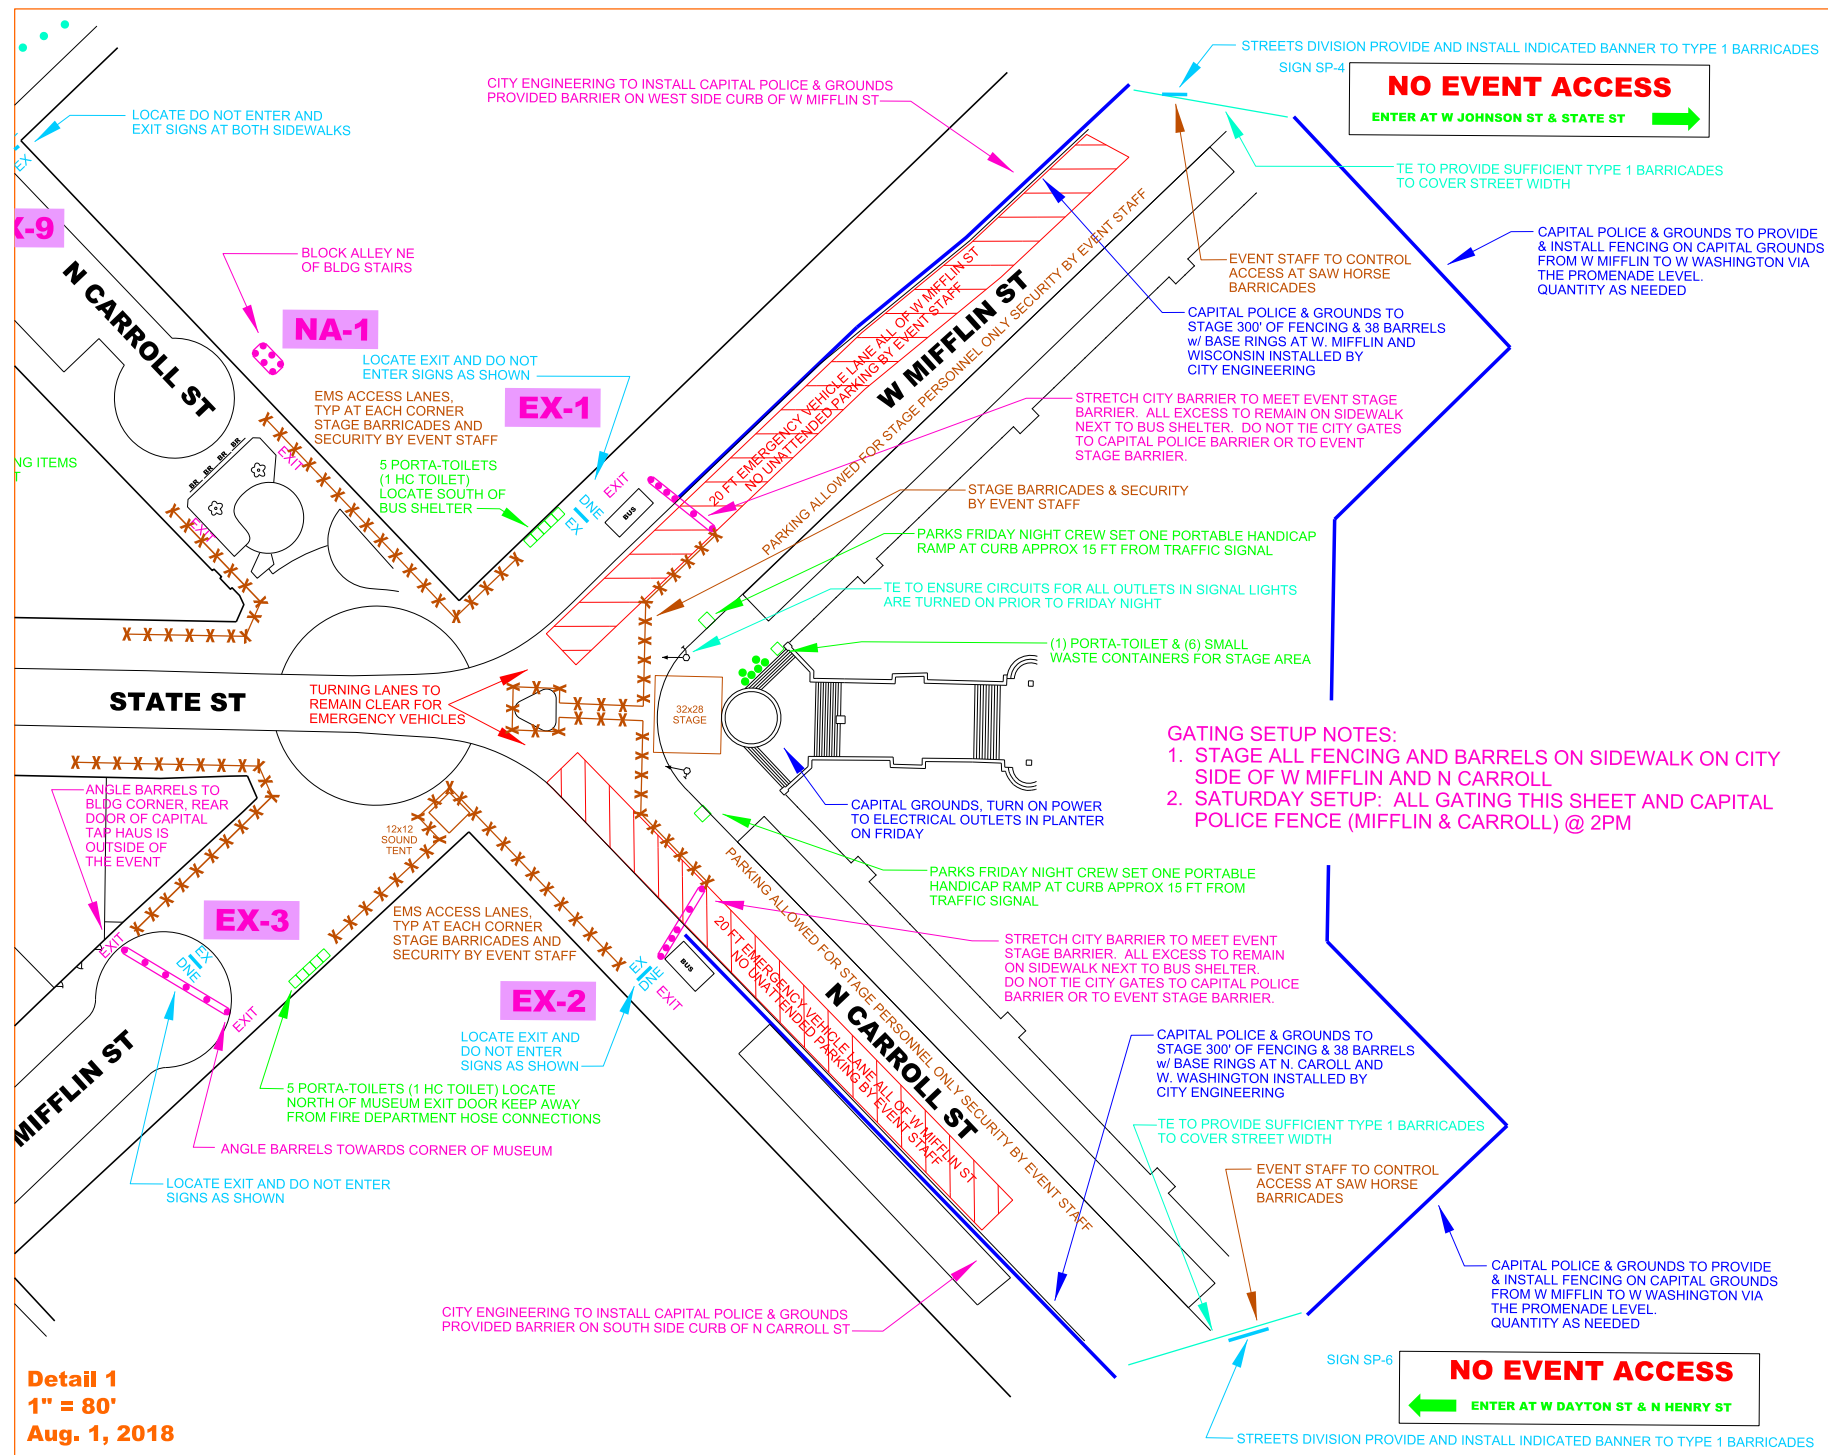 STREETS DIVISION PROVIDE AND INSTALL INDICATED BANNER TO TYPE 1 BARRICADES
SIGN SP-4
NO EVENT ACCESS
ENTER AT W JOHNSON ST & STATE ST
CITY ENGINEERING TO INSTALL CAPITAL POLICE & GROUNDS
PROVIDED BARRIER ON WEST SIDE CURB OF W MIFFLIN ST
LOCATE DO NOT ENTER AND
EXIT SIGNS AT BOTH SIDEWALKS
EX
TE TO PROVIDE SUFFICIENT TYPE 1 BARRICADES
TO COVER STREET WIDTH
X-9
N CARROLL ST
BLOCK ALLEY NE
OF BLDG STAIRS
NA-1
CAPITAL POLICE & GROUNDS TO PROVIDE
& INSTALL FENCING ON CAPITAL GROUNDS
FROM W MIFFLIN TO W WASHINGTON VIA
THE PROMENADE LEVEL.
QUANTITY AS NEEDED
EVENT STAFF TO CONTROL
ACCESS AT SAW HORSE
BARRICADES
CAPITAL POLICE & GROUNDS TO
STAGE 300' OF FENCING & 38 BARRELS
w/ BASE RINGS AT W. MIFFLIN AND
WISCONSIN INSTALLED BY
CITY ENGINEERING
20 FT EMERGENCY VEHICLE LANE ALL OF W MIFFLIN ST
NO UNATTENDED PARKING BY EVENT STAFF
W MIFFLIN ST
PARKING ALLOWED FOR STAGE PERSONNEL ONLY SECURITY BY EVENT STAFF
LOCATE EXIT AND DO NOT
ENTER SIGNS AS SHOWN
EX-1
EMS ACCESS LANES,
TYP AT EACH CORNER
STAGE BARRICADES AND
SECURITY BY EVENT STAFF
STRETCH CITY BARRIER TO MEET EVENT STAGE
BARRIER. ALL EXCESS TO REMAIN ON SIDEWALK
NEXT TO BUS SHELTER. DO NOT TIE CITY GATES
TO CAPITAL POLICE BARRIER OR TO EVENT
STAGE BARRIER.
BR BR BR BR
EXIT
EXIT
NG ITEMS
T
5 PORTA-TOILETS
(1 HC TOILET)
LOCATE SOUTH OF
BUS SHELTER
EX
DNE
EXIT
BUS
STAGE BARRICADES & SECURITY
BY EVENT STAFF
PARKS FRIDAY NIGHT CREW SET ONE PORTABLE HANDICAP
RAMP AT CURB APPROX 15 FT FROM TRAFFIC SIGNAL
TE TO ENSURE CIRCUITS FOR ALL OUTLETS IN SIGNAL LIGHTS
ARE TURNED ON PRIOR TO FRIDAY NIGHT
(1) PORTA-TOILET & (6) SMALL
WASTE CONTAINERS FOR STAGE AREA
STATE ST
TURNING LANES TO
REMAIN CLEAR FOR
EMERGENCY VEHICLES
32x28
STAGE
GATING SETUP NOTES:
1. STAGE ALL FENCING AND BARRELS ON SIDEWALK ON CITY
SIDE OF W MIFFLIN AND N CARROLL
2. SATURDAY SETUP: ALL GATING THIS SHEET AND CAPITAL
POLICE FENCE (MIFFLIN & CARROLL) @ 2PM
ANGLE BARRELS TO
BLDG CORNER, REAR
DOOR OF CAPITAL
TAP HAUS IS
OUTSIDE OF
THE EVENT
12x12
SOUND
TENT
CAPITAL GROUNDS, TURN ON POWER
TO ELECTRICAL OUTLETS IN PLANTER
ON FRIDAY
PARKS FRIDAY NIGHT CREW SET ONE PORTABLE
HANDICAP RAMP AT CURB APPROX 15 FT FROM
TRAFFIC SIGNAL
EX-3
EXIT
EX
DNE
EXIT
EMS ACCESS LANES,
TYP AT EACH CORNER
STAGE BARRICADES AND
SECURITY BY EVENT STAFF
EX-2
EX
DNE
EXIT
BUS
STRETCH CITY BARRIER TO MEET EVENT
STAGE BARRIER. ALL EXCESS TO REMAIN
ON SIDEWALK NEXT TO BUS SHELTER.
DO NOT TIE CITY GATES TO CAPITAL POLICE
BARRIER OR TO EVENT STAGE BARRIER.
PARKING ALLOWED FOR STAGE PERSONNEL ONLY SECURITY BY EVENT STAFF
N CARROLL ST
20 FT EMERGENCY VEHICLE LANE ALL OF W MIFFLIN ST
NO UNATTENDED PARKING BY EVENT STAFF
LOCATE EXIT AND
DO NOT ENTER
SIGNS AS SHOWN
MIFFLIN ST
5 PORTA-TOILETS (1 HC TOILET) LOCATE
NORTH OF MUSEUM EXIT DOOR KEEP AWAY
FROM FIRE DEPARTMENT HOSE CONNECTIONS
ANGLE BARRELS TOWARDS CORNER OF MUSEUM
LOCATE EXIT AND DO NOT ENTER
SIGNS AS SHOWN
CAPITAL POLICE & GROUNDS TO
STAGE 300' OF FENCING & 38 BARRELS
w/ BASE RINGS AT N. CAROLL AND
W. WASHINGTON INSTALLED BY
CITY ENGINEERING
TE TO PROVIDE SUFFICIENT TYPE 1 BARRICADES
TO COVER STREET WIDTH
EVENT STAFF TO CONTROL
ACCESS AT SAW HORSE
BARRICADES
CAPITAL POLICE & GROUNDS TO PROVIDE
& INSTALL FENCING ON CAPITAL GROUNDS
FROM W MIFFLIN TO W WASHINGTON VIA
THE PROMENADE LEVEL.
QUANTITY AS NEEDED
CITY ENGINEERING TO INSTALL CAPITAL POLICE & GROUNDS
PROVIDED BARRIER ON SOUTH SIDE CURB OF N CARROLL ST
SIGN SP-6
NO EVENT ACCESS
ENTER AT W DAYTON ST & N HENRY ST
STREETS DIVISION PROVIDE AND INSTALL INDICATED BANNER TO TYPE 1 BARRICADES
Detail 1
1" = 80'
Aug. 1, 2018